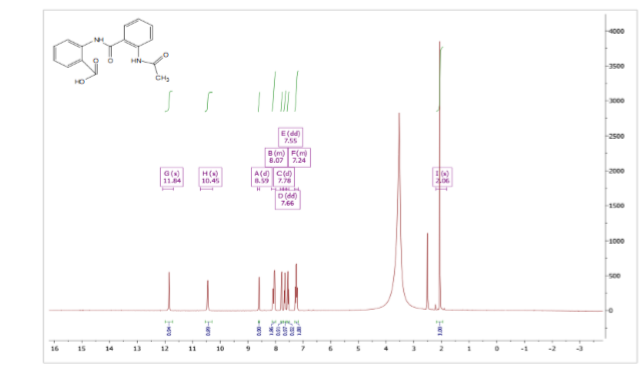 NH
O
O
HO
HN
O
CH3
E (dd)
7.55
B (m)
8.07
F (m)
7.24
G (s)
11.84
H (s)
10.45
A (d)
8.59
C (d)
7.78
I (s)
2.06
D (dd)
7.66
4000
3500
3000
2500
2000
1500
1000
500
0
16 15 14 13 12 11 10 9 8 7 6 5 4 3 2 1 0 -1 -2 -3